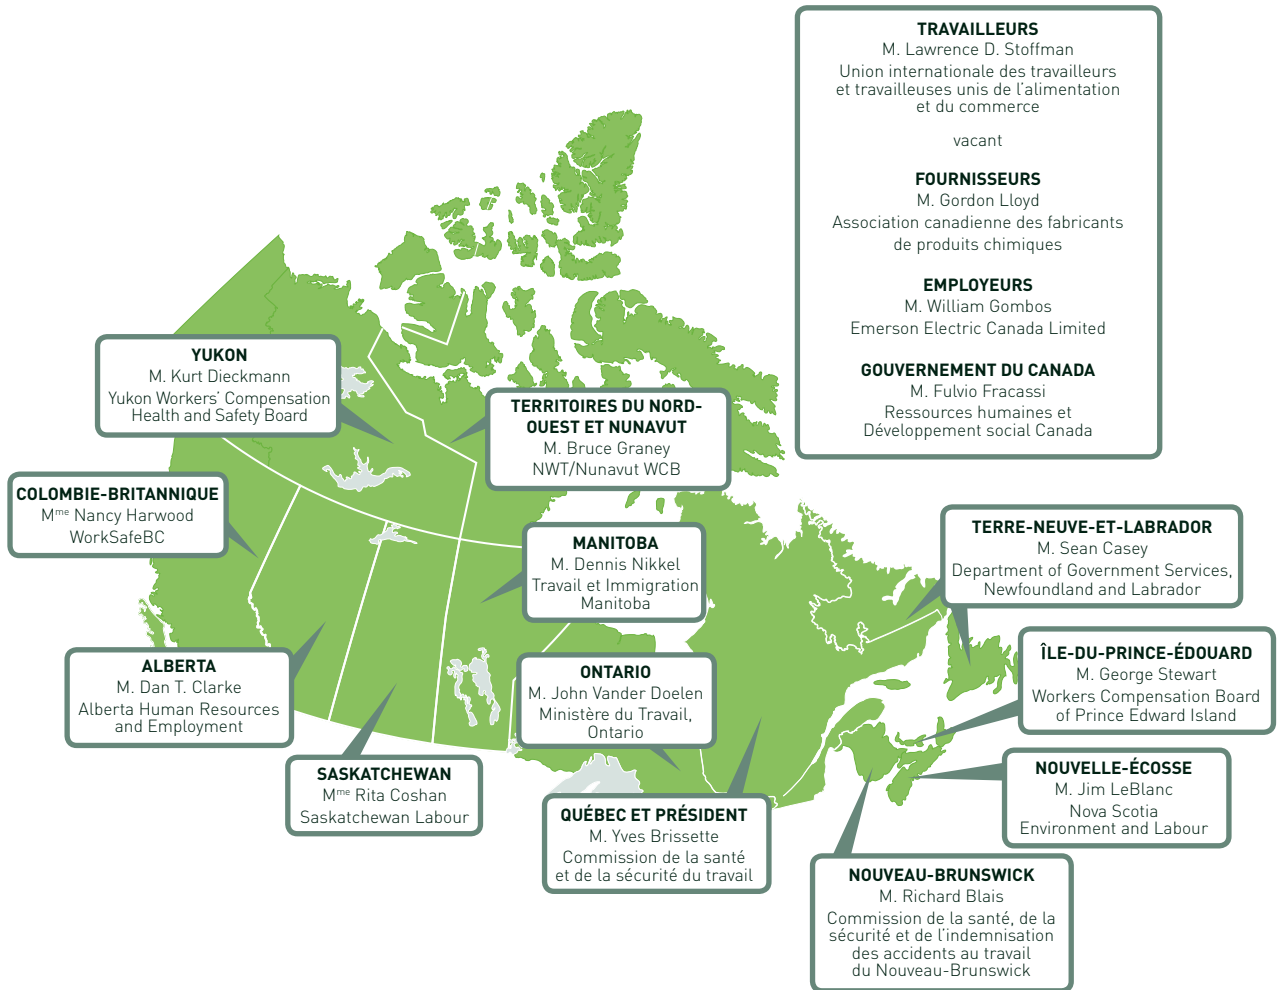 TRAVAILLEURS
M. Lawrence D. Stoffman
Union internationale des travailleurs
et travailleuses unis de l'alimentation
et du commerce
vacant
FOURNISSEURS
M. Gordon Lloyd
Association canadienne des fabricants
de produits chimiques
EMPLOYEURS
M. William Gombos
Emerson Electric Canada Limited
GOUVERNEMENT DU CANADA
M. Fulvio Fracassi
Ressources humaines et
Développement social Canada
YUKON
M. Kurt Dieckmann
Yukon Workers' Compensation
Health and Safety Board
TERRITOIRES DU NORD-
OUEST ET NUNAVUT
M. Bruce Graney
NWT/Nunavut WCB
COLOMBIE-BRITANNIQUE
Mme Nancy Harwood
WorkSafeBC
MANITOBA
M. Dennis Nikkel
Travail et Immigration
Manitoba
TERRE-NEUVE-ET-LABRADOR
M. Sean Casey
Department of Government Services,
Newfoundland and Labrador
ALBERTA
M. Dan T. Clarke
Alberta Human Resources
and Employment
ONTARIO
M. John Vander Doelen
Ministère du Travail,
Ontario
ÎLE-DU-PRINCE-ÉDOUARD
M. George Stewart
Workers Compensation Board
of Prince Edward Island
SASKATCHEWAN
Mme Rita Coshan
Saskatchewan Labour
QUÉBEC ET PRÉSIDENT
M. Yves Brissette
Commission de la santé
et de la sécurité du travail
NOUVELLE-ÉCOSSE
M. Jim LeBlanc
Nova Scotia
Environment and Labour
NOUVEAU-BRUNSWICK
M. Richard Blais
Commission de la santé, de la
sécurité et de l'indemnisation
des accidents au travail
du Nouveau-Brunswick